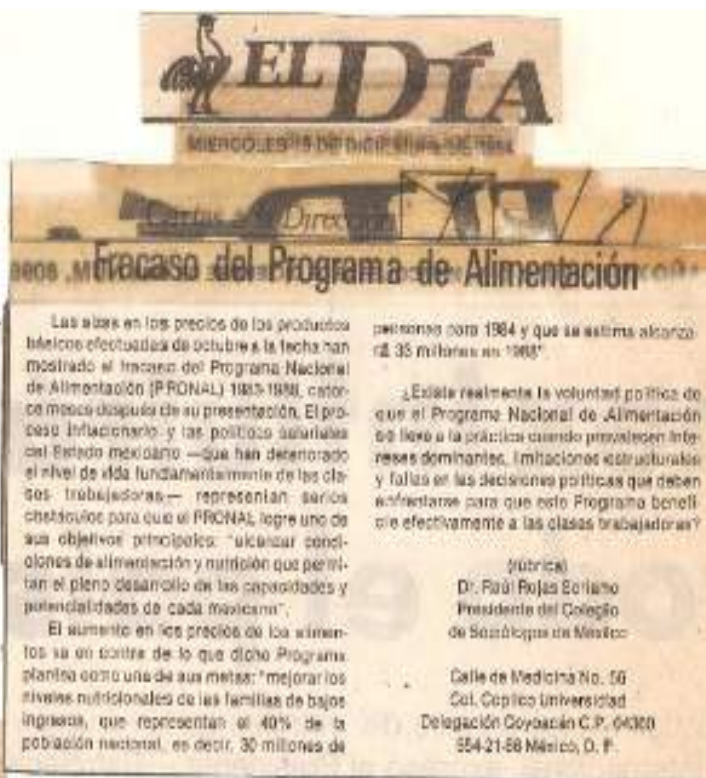 EL DÍA
MIERCOLES DE DICIEMBRE DE
Cartas a la Dirección
Fracaso del Programa de Alimentación
Las alzas en los precios de los productos
básicos efectuadas de octubre a la fecha han
mostrado el fracaso del Programa Nacional
de Alimentación (PRONAL) 1983-1988, cator-
ce meses después de su presentación. El pro-
ceso inflacionario y las políticas salariales
del Estado mexicano —que han deteriorado
el nivel de vida fundamentalmente de las cla-
ses trabajadoras— representan serios
obstáculos para que el PRONAL logre uno de
sus objetivos principales: "alcanzar condi-
ciones de alimentación y nutrición que permi-
tan el pleno desarrollo de las capacidades y
potencialidades de cada mexicano".
El aumento en los precios de los alimen-
tos va en contra de lo que dicho Programa
plantea como una de sus metas: "mejorar los
niveles nutricionales de las familias de bajos
ingresos, que representan el 40% de la
población nacional, es decir, 30 millones de
personas para 1984 y que se estima alcanza-
rá 33 millones en 1988"
¿Existe realmente la voluntad política de
que el Programa Nacional de Alimentación
se lleve a la práctica cuando prevalecen inte-
reses dominantes, limitaciones estructurales
y fallas en las decisiones políticas que deben
enfrentarse para que este Programa benefi-
cie efectivamente a las clases trabajadoras?
(rúbrica)
Dr. Raúl Rojas Soriano
Presidente del Colegio
de Sociólogos de México
Calle de Medicina No. 56
Col. Copilco Universidad
Delegación Coyoacán C.P. 04360
554-21-86 México, D. F.